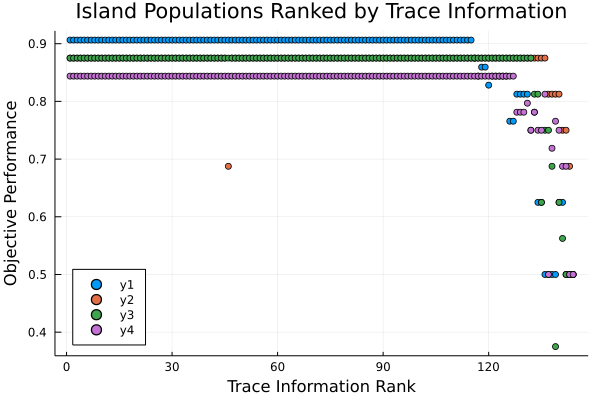 Island Populations Ranked by Trace Information
Objective Performance
0.9
0.8
0.7
0.6
0.5
0.4
y1
y2
y3
y4
0 30 60 90 120
Trace Information Rank